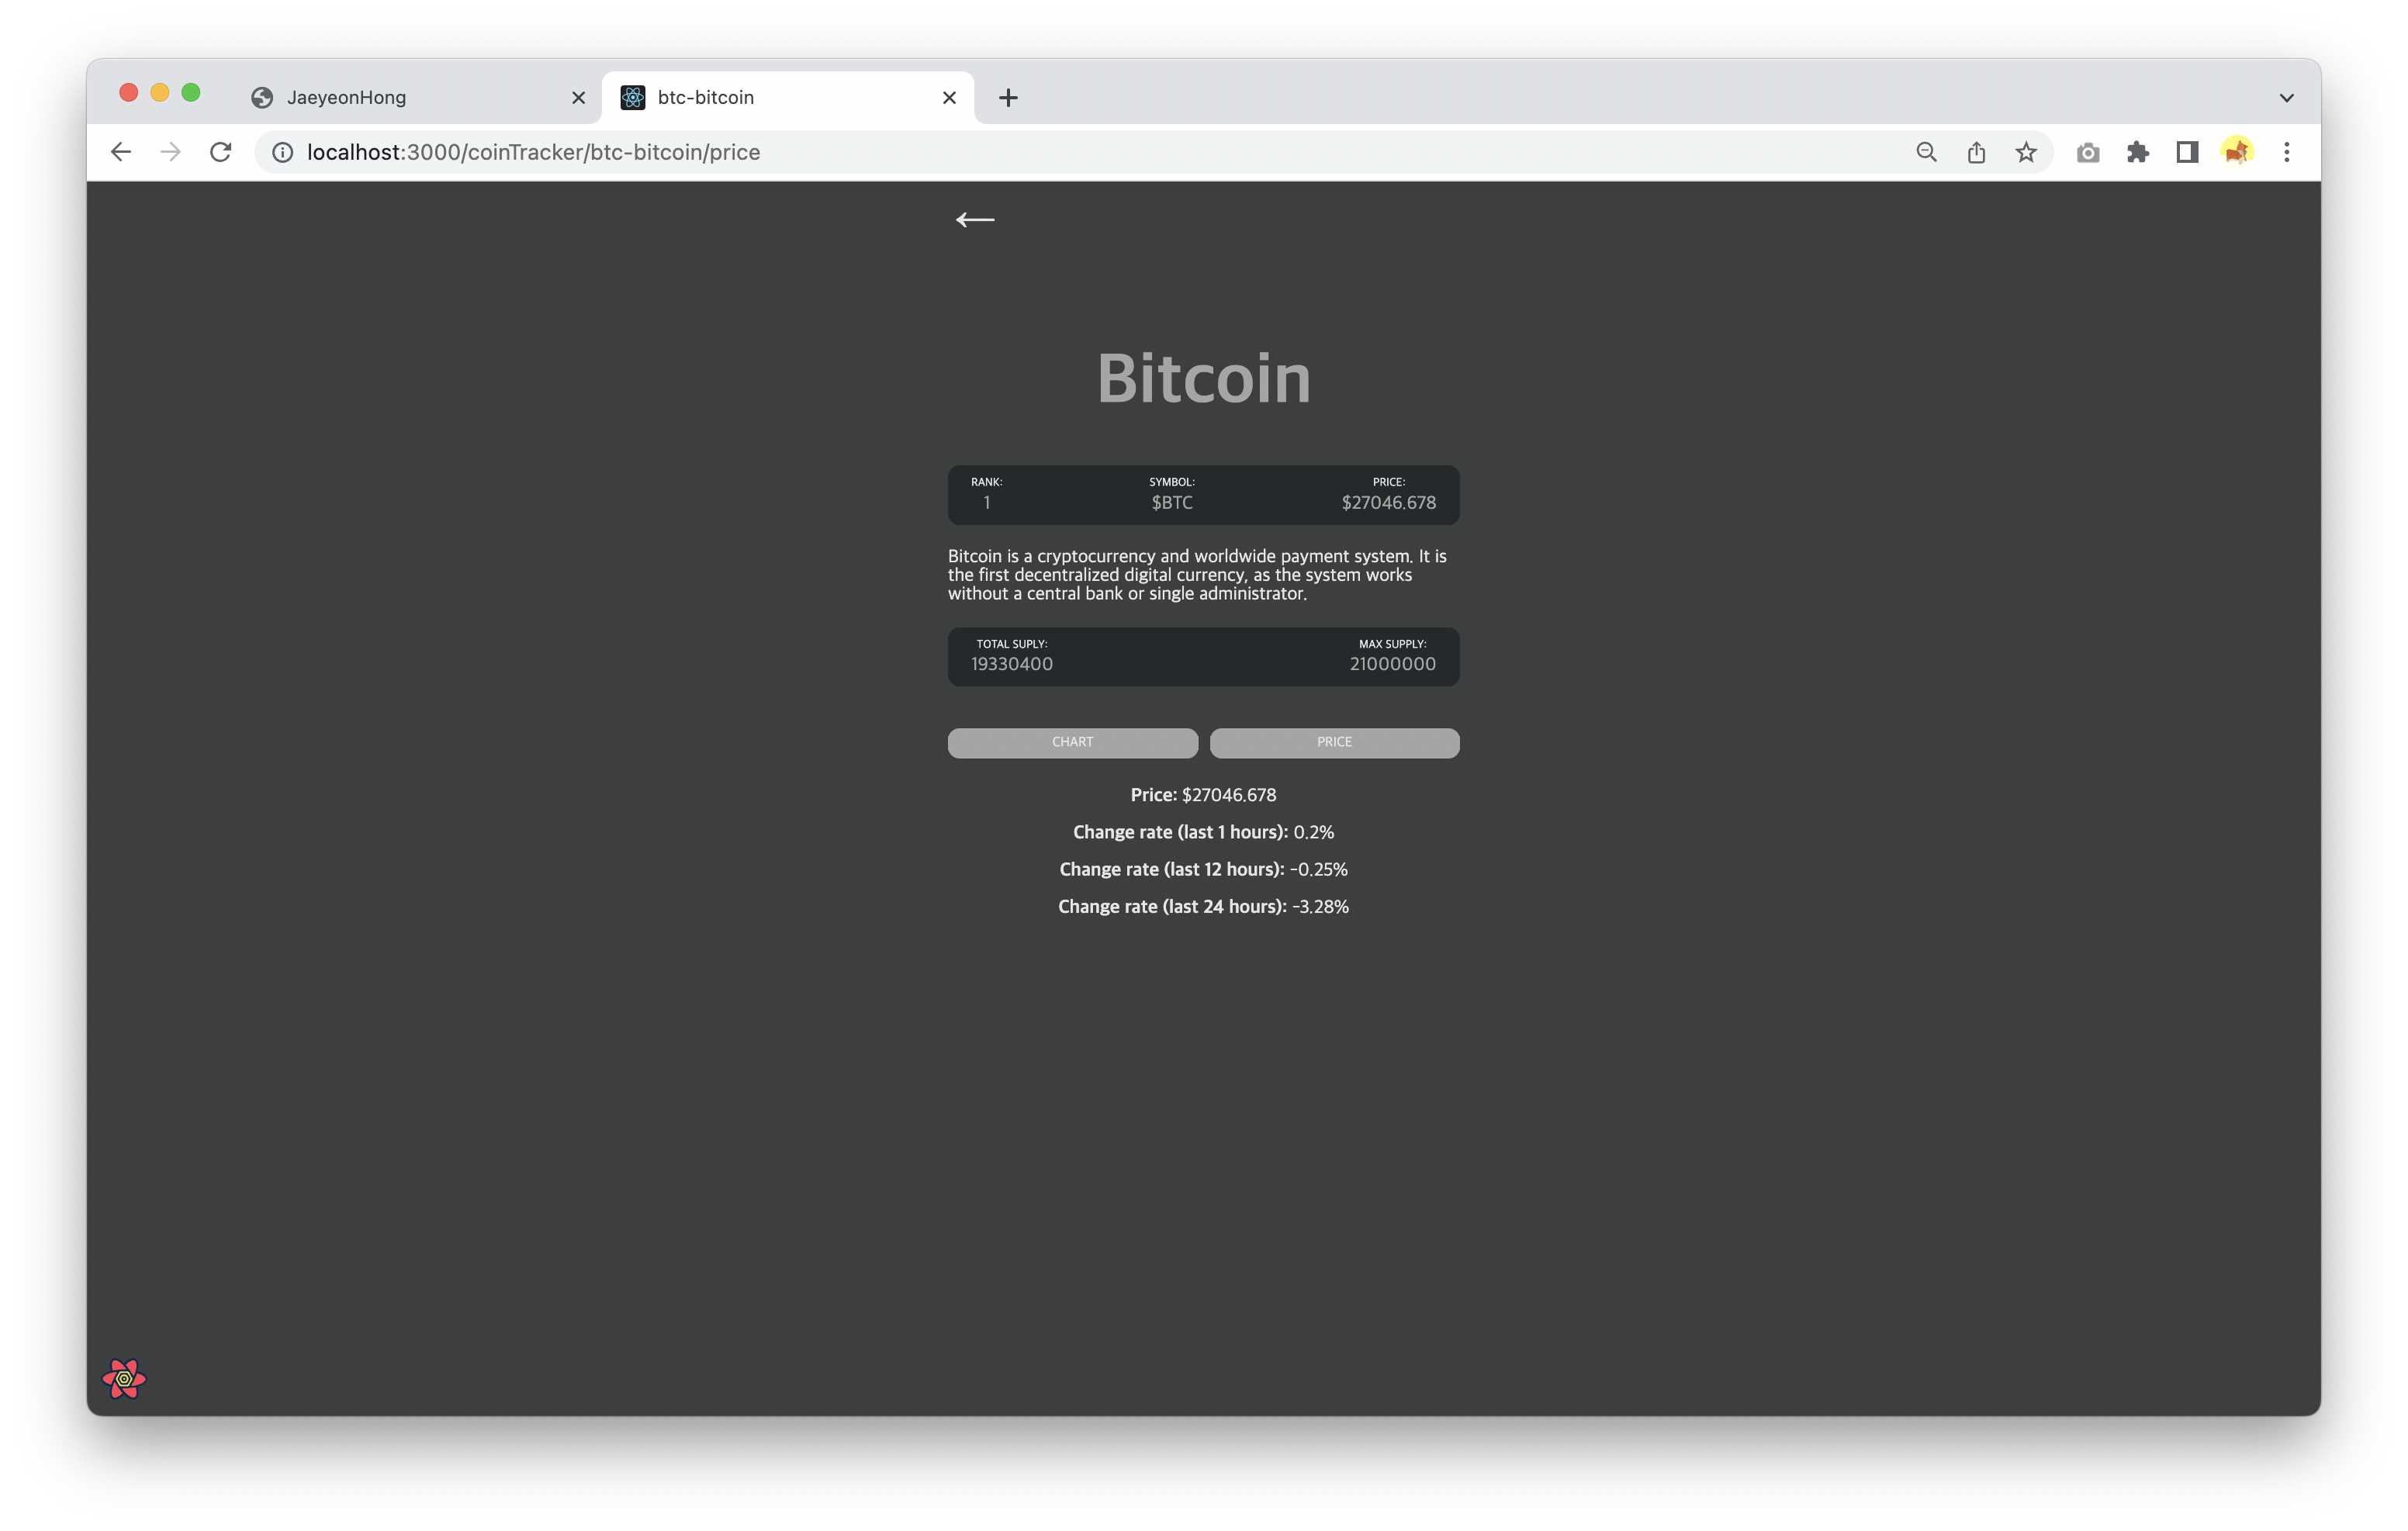 JaeyeonHong
btc-bitcoin
localhost:3000/coinTracker/btc-bitcoin/price
Bitcoin
RANK: SYMBOL: PRICE:
1 $BTC $27046.678
Bitcoin is a cryptocurrency and worldwide payment system. It is
the first decentralized digital currency, as the system works
without a central bank or single administrator.
TOTAL SUPLY: MAX SUPPLY:
19330400 21000000
CHART PRICE
Price: $27046.678
Change rate (last 1 hours): 0.2%
Change rate (last 12 hours): -0.25%
Change rate (last 24 hours): -3.28%